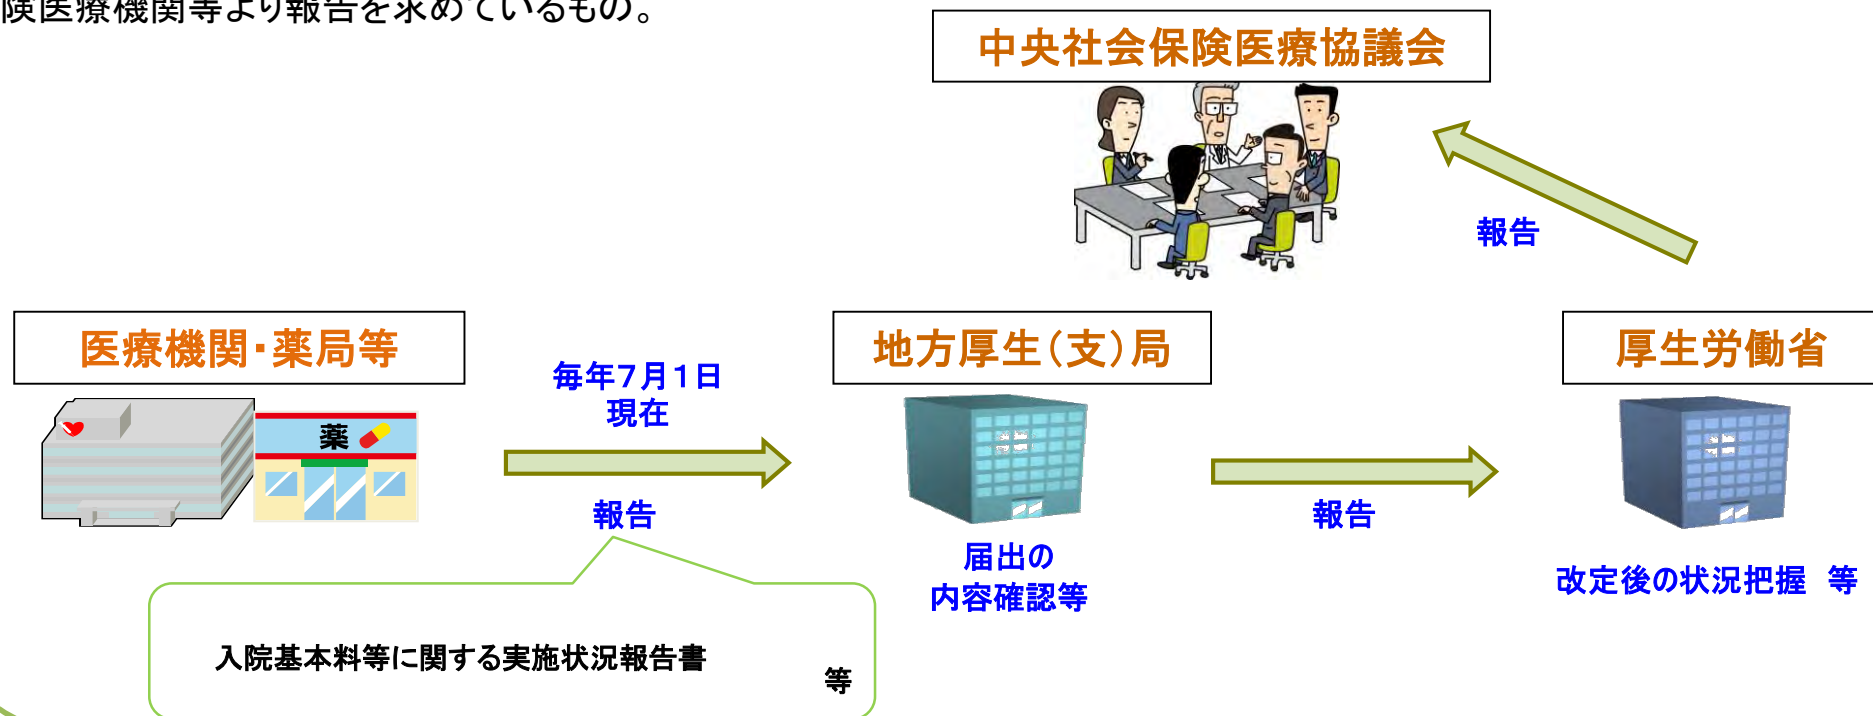 険医療機関等より報告を求めているもの。
中央社会保険医療協議会
報告
医療機関・薬局等
地方厚生(支)局
厚生労働省
毎年7月1日
現在
薬
報告
報告
届出の
内容確認等
改定後の状況把握 等
入院基本料等に関する実施状況報告書
等